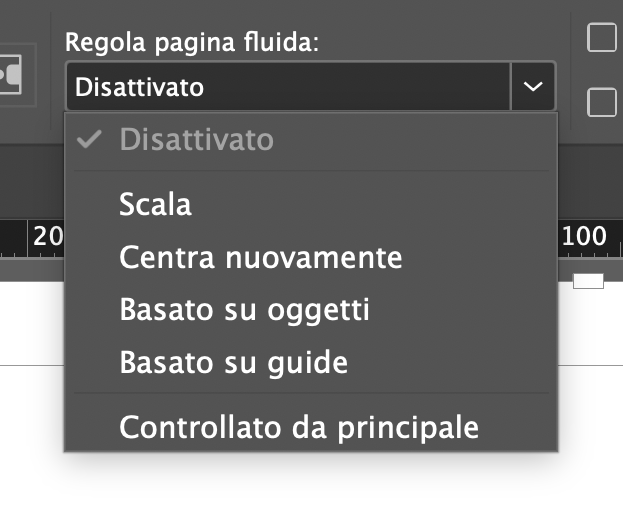 Regola pagina fluida:
Disattivato
Disattivato
Scala
20
100
Centra nuovamente
Basato su oggetti
Basato su guide
Controllato da principale